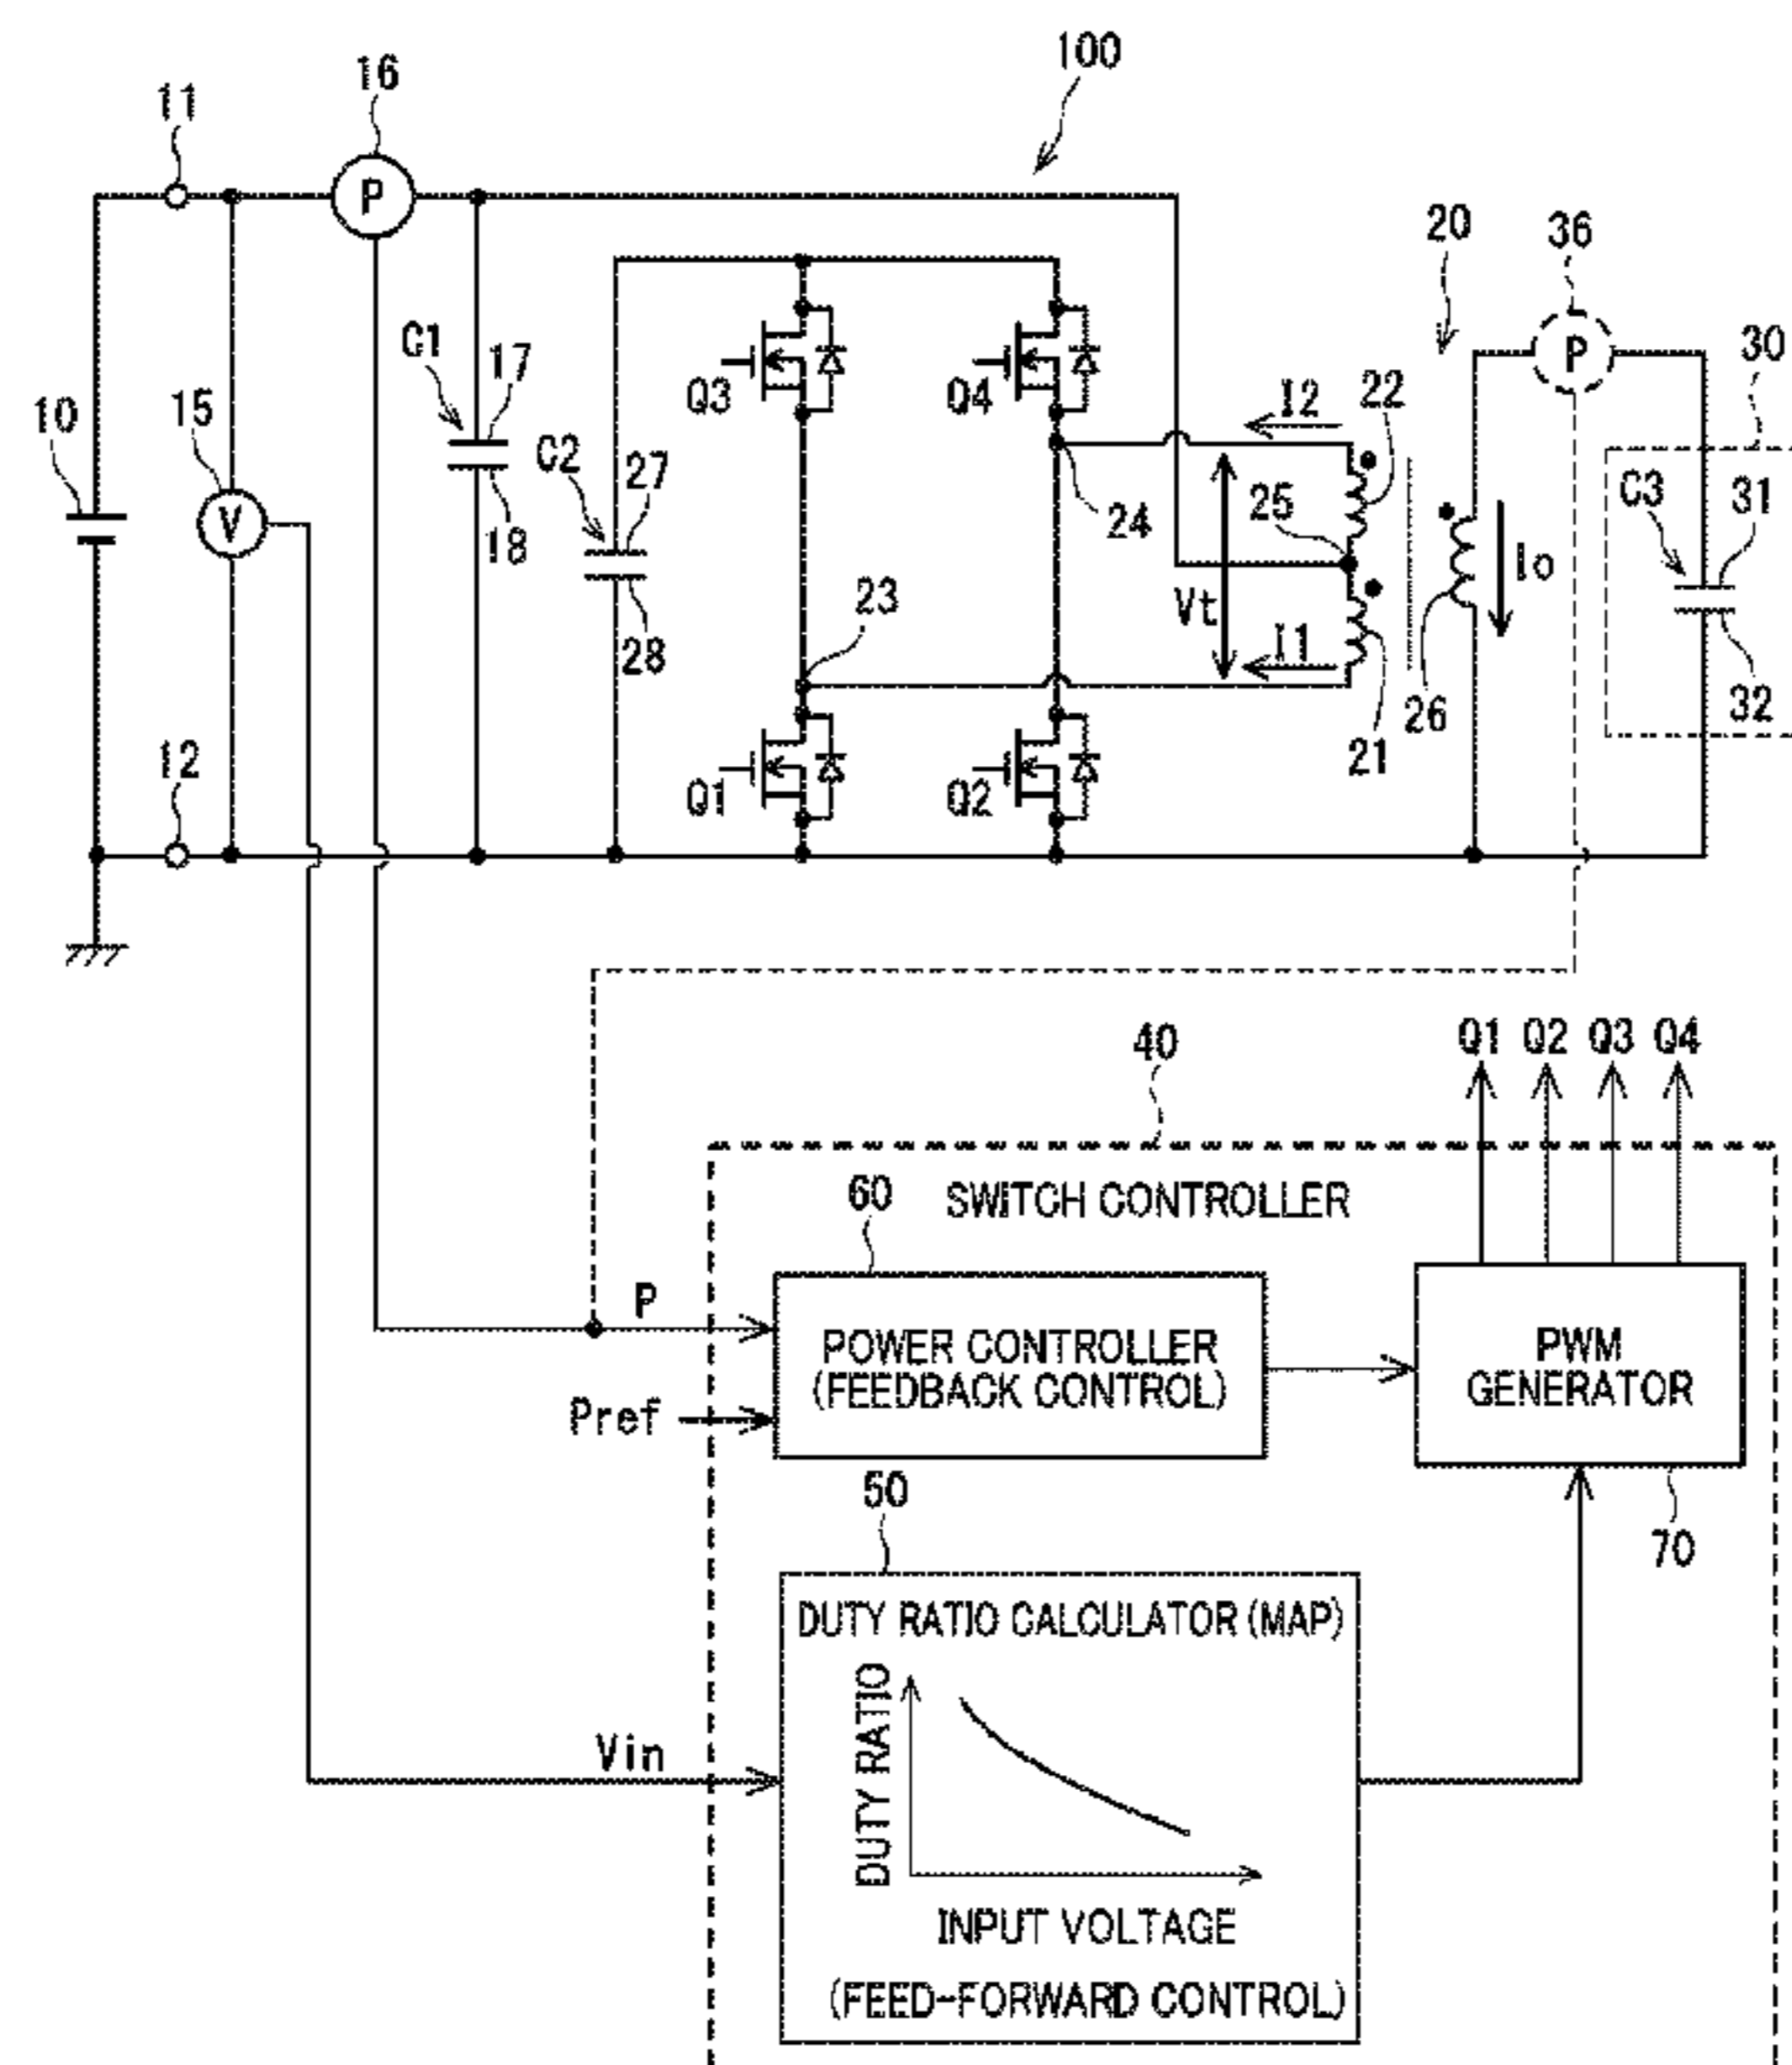 100
16
11
P
20
36
P
30
C1
17
Q3
Q4
I2
22
10
15
C2
27
25
C3
31
V
18
24
Io
23
Vt
28
I1
26
32
21
12
Q1
Q2
40
Q1 Q2 Q3 Q4
60
SWITCH CONTROLLER
P
POWER CONTROLLER
(FEEDBACK CONTROL)
PWM
GENERATOR
Pref
50
70
DUTY RATIO CALCULATOR (MAP)
DUTY RATIO
Vin
INPUT VOLTAGE
(FEED-FORWARD CONTROL)